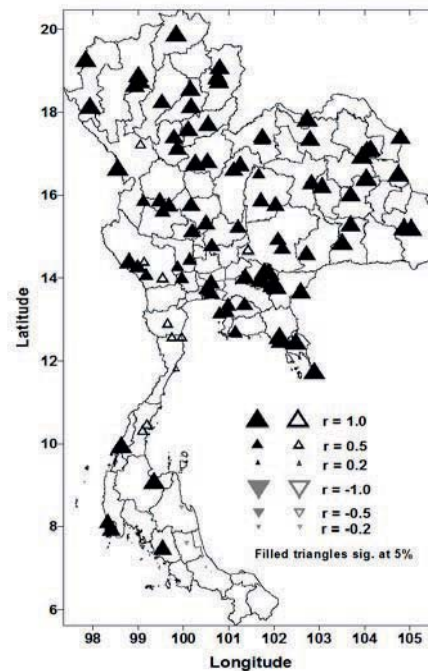 20
18
16
14
12
10
8
6
Latitude
98 99 100 101 102 103 104 105
Longitude
r = 1.0
r = 0.5
r = 0.2
r = -1.0
r = -0.5
r = -0.2
Filled triangles sig. at 5%